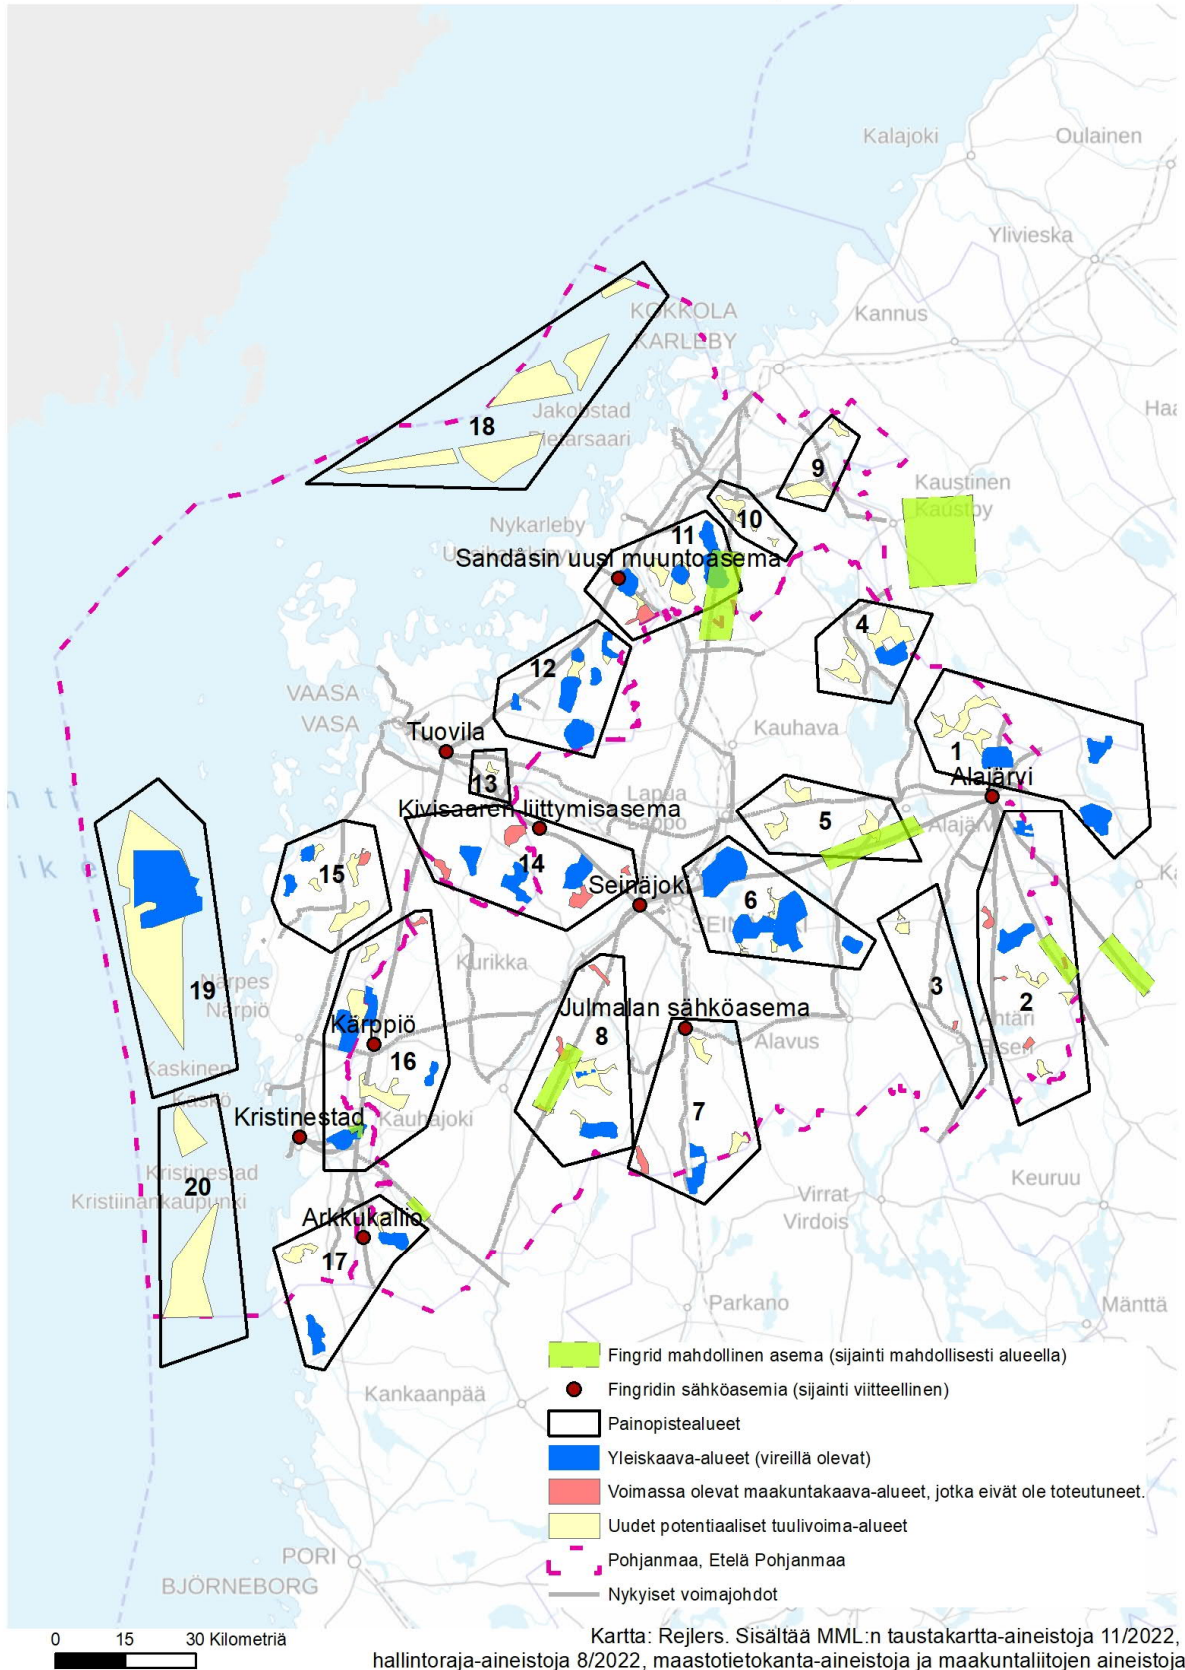 Kalajoki
Oulainen
Ylivieska
Kannus
KOKKOLA
KARLEBY
18
Jakobstad
Pietarsaari
9
Kaustinen
Kaustby
10
Nykarleby
11
Sandåsin uusi muuntoasema
4
12
VAASA
VASA
Kauhava
Tuovila
1
Alajärvi
13
Lapua
Lappo
Kivisaaren liittymisasema
5
Alajärvi
15
14
Seinäjoki
6
SEINÄJOKI
19
Närpes
Närpiö
Kurikka
3
2
Julmalan sähköasema
Ähtäri
Etseri
Kärppiö
8
Alavus
16
Kaskinen
Kaskö
Kristinestad
Kauhajoki
7
Kristinestad
Kristiinankaupunki
20
Keuruu
Virrat
Virdois
Arkkukallio
17
Parkano
Mänttä
Kankaanpää
PORI
BJÖRNEBORG
Fingrid mahdollinen asema (sijainti mahdollisesti alueella)
Fingridin sähköasemia (sijainti viitteellinen)
Painopistealueet
Yleiskaava-alueet (vireillä olevat)
Voimassa olevat maakuntakaava-alueet, jotka eivät ole toteutuneet.
Uudet potentiaaliset tuulivoima-alueet
Pohjanmaa, Etelä Pohjanmaa
Nykyiset voimajohdot
0 15 30 Kilometriä
Kartta: Rejlers. Sisältää MML:n taustakartta-aineistoja 11/2022,
hallintoraja-aineistoja 8/2022, maastotietokanta-aineistoja ja maakuntaliitojen aineistoja